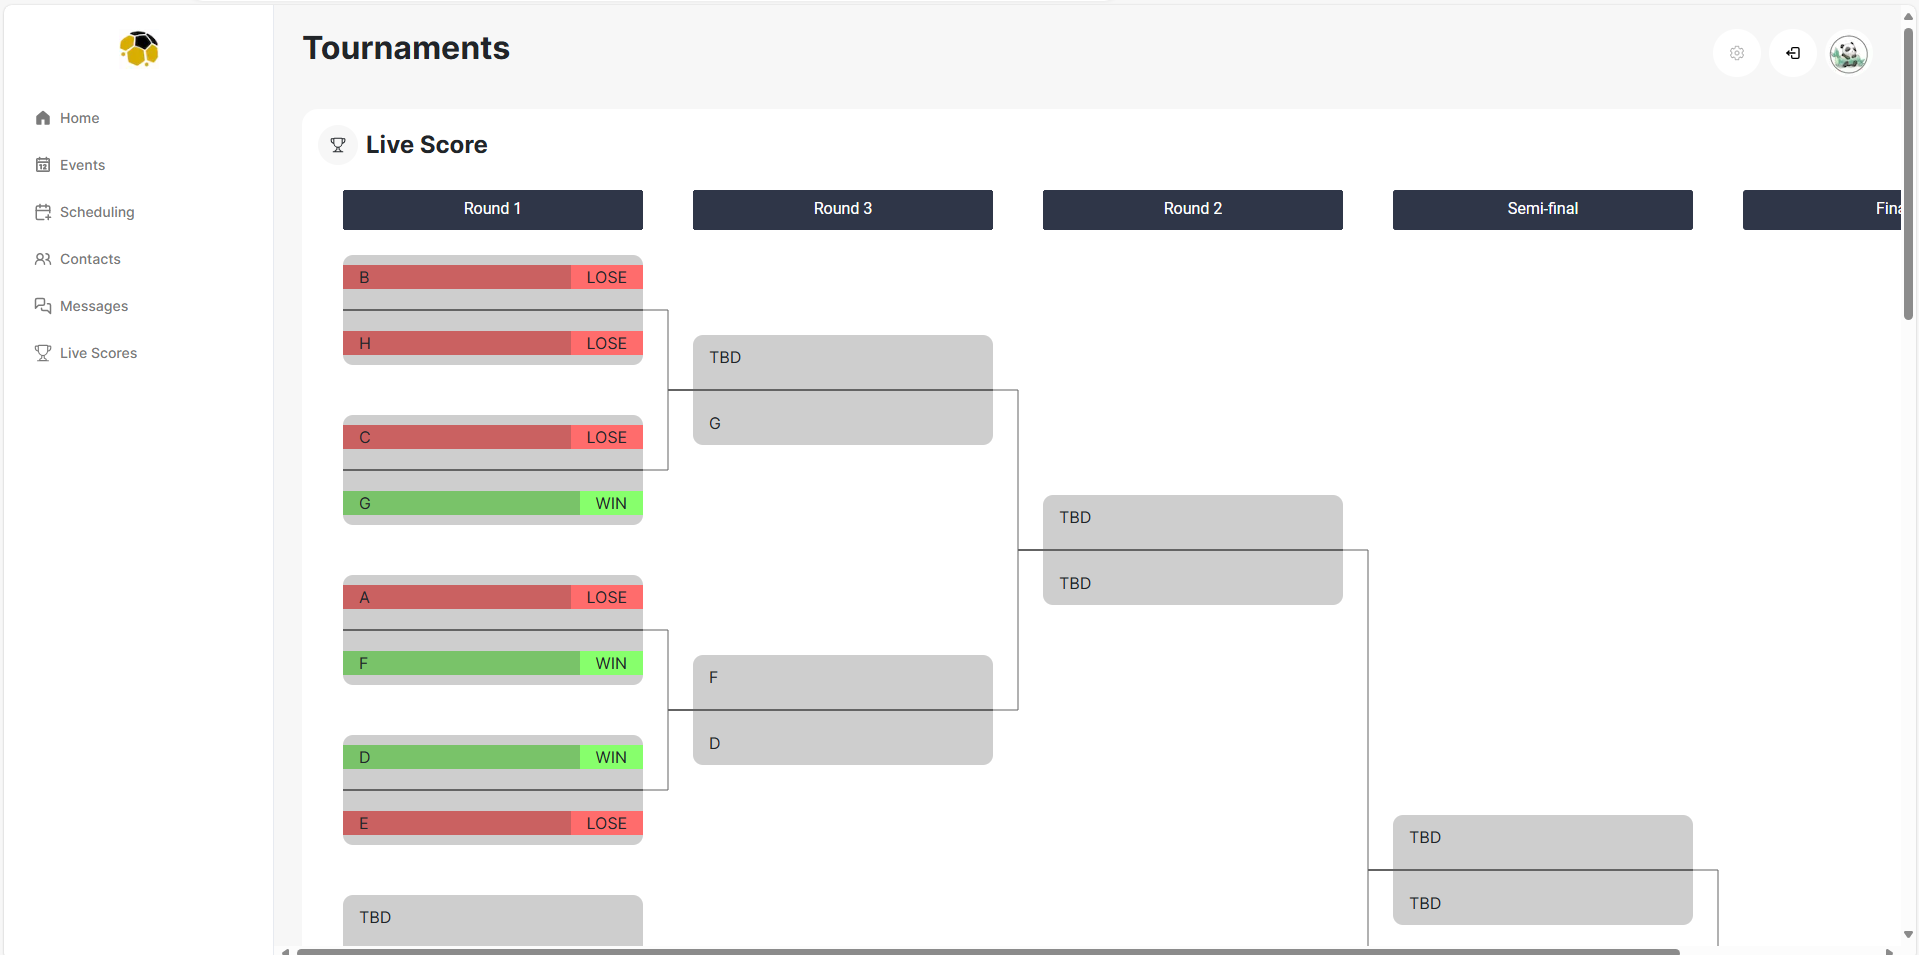 Tournaments
Home
Events
Scheduling
Contacts
Messages
Live Scores
Live Score
Round 1
Round 3
Round 2
Semi-final
Fina
B LOSE
H LOSE
C LOSE
G WIN
A LOSE
F WIN
D WIN
E LOSE
TBD
TBD
G
F
D
TBD
TBD
TBD
TBD